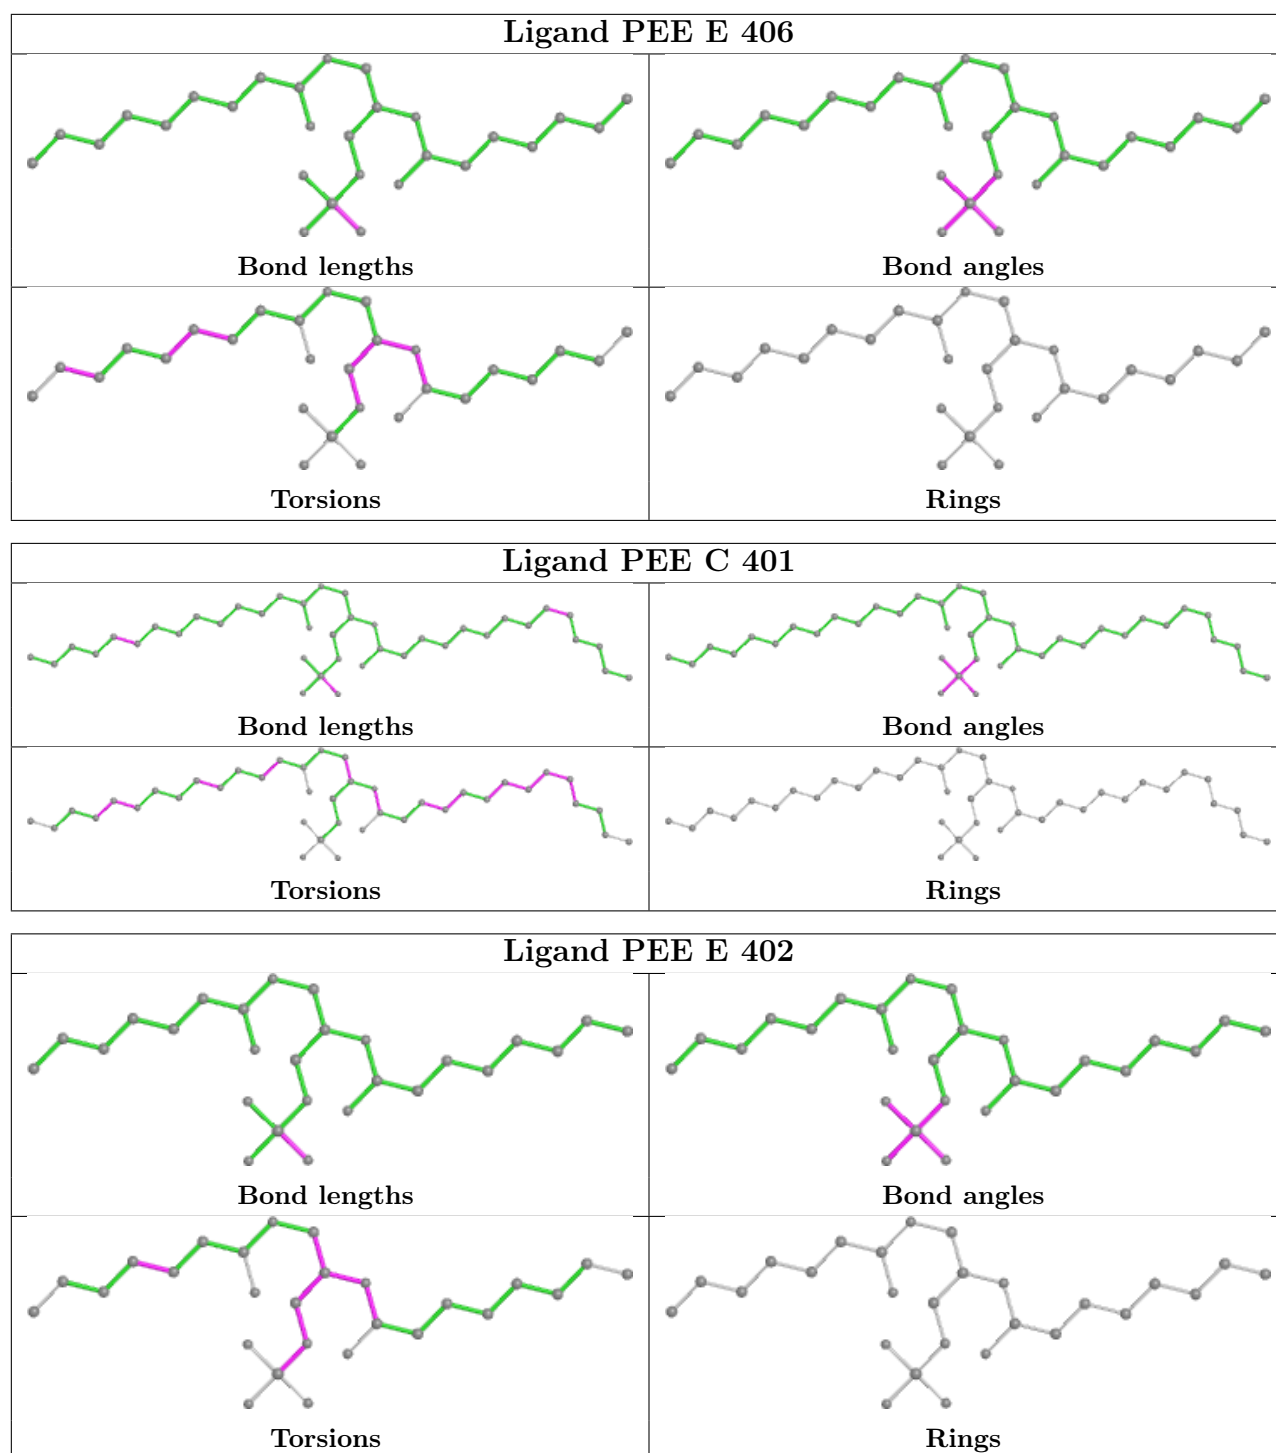 Ligand PEE E 406
Bond lengths
Bond angles
Torsions
Rings
Ligand PEE C 401
Bond lengths
Bond angles
Torsions
Rings
Ligand PEE E 402
Bond lengths
Bond angles
Torsions
Rings